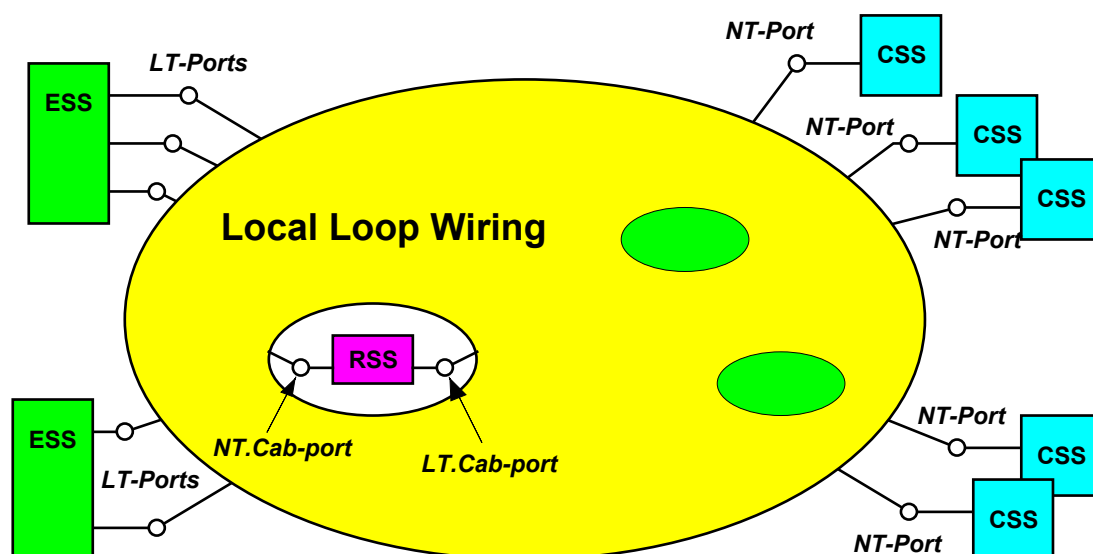 NT-Port
CSS
LT-Ports
ESS
NT-Port
CSS
CSS
NT-Port
Local Loop Wiring
RSS
NT.Cab-port
LT.Cab-port
ESS
LT-Ports
NT-Port
CSS
CSS
NT-Port